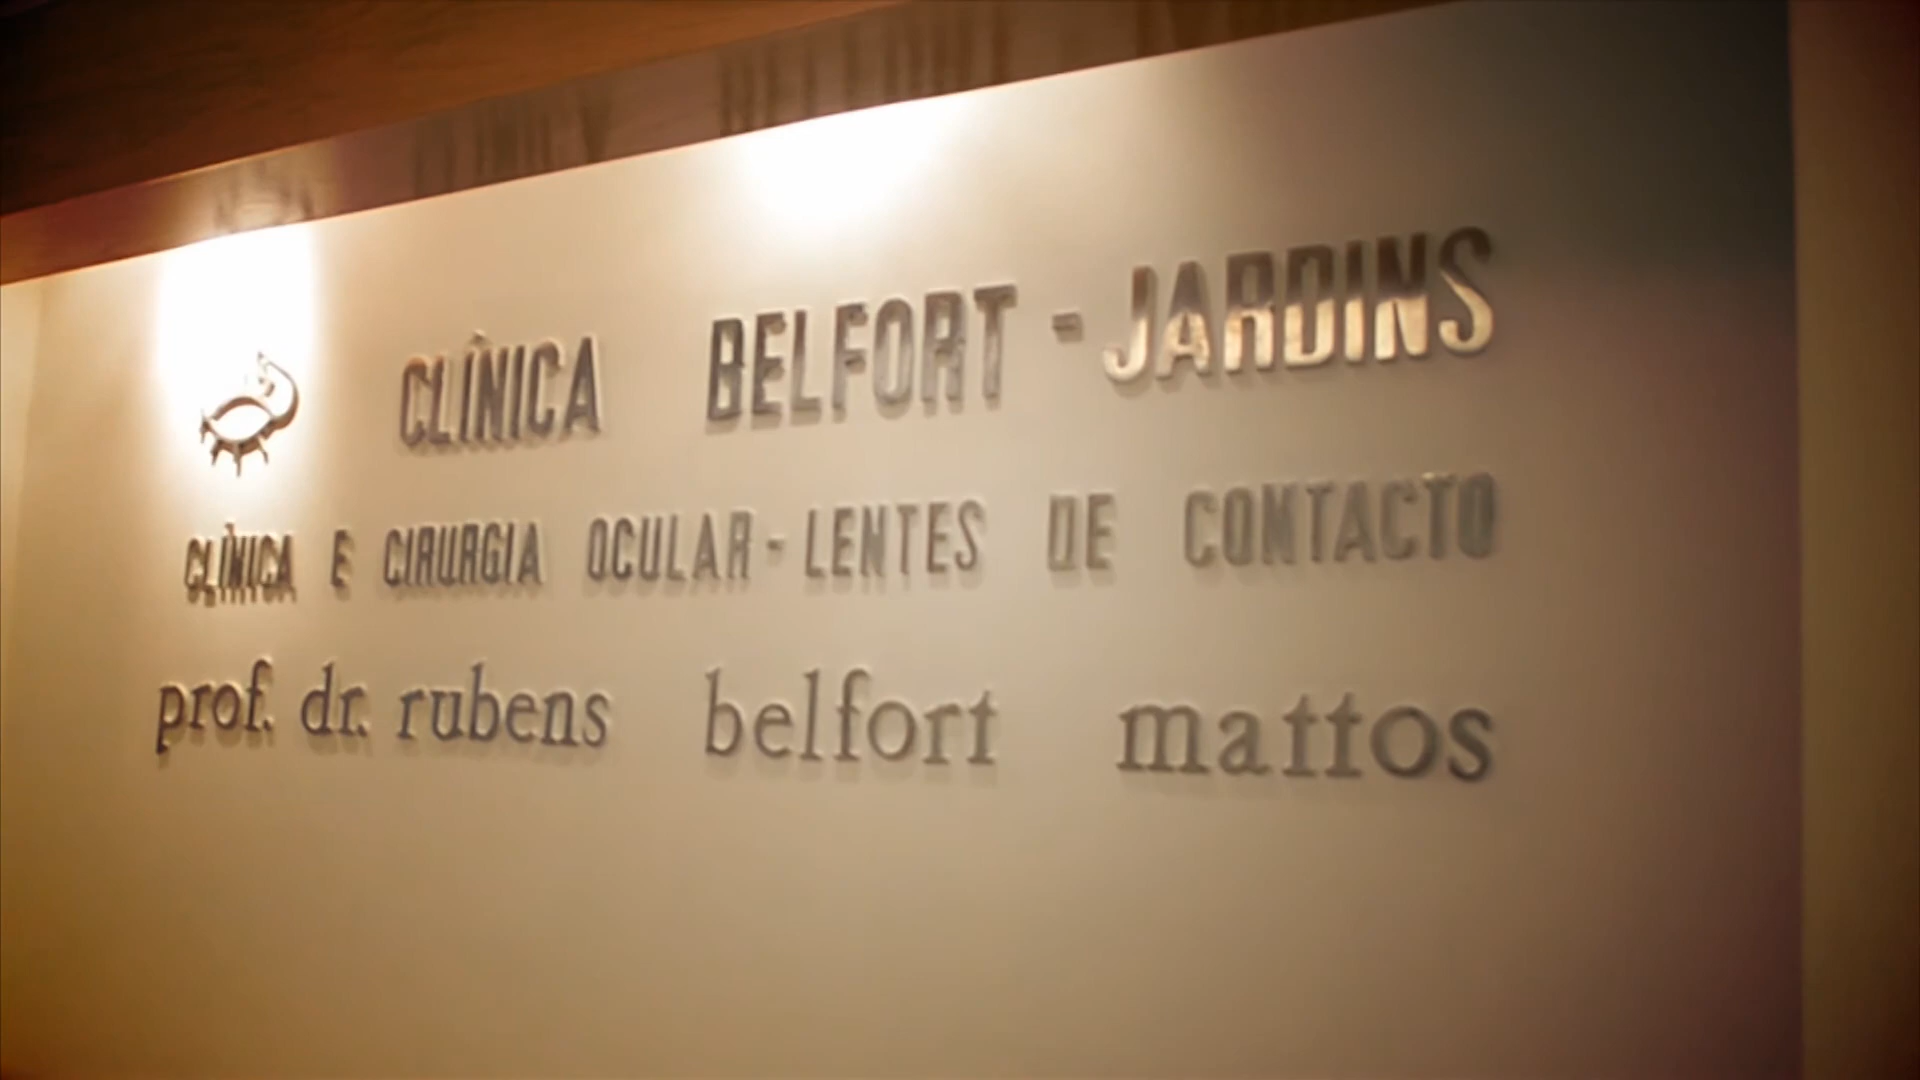 CLÍNICA BELFORT - JARDINS
CLÍNICA E CIRURGIA OCULAR - LENTES DE CONTACTO
prof. dr. rubens belfort mattos